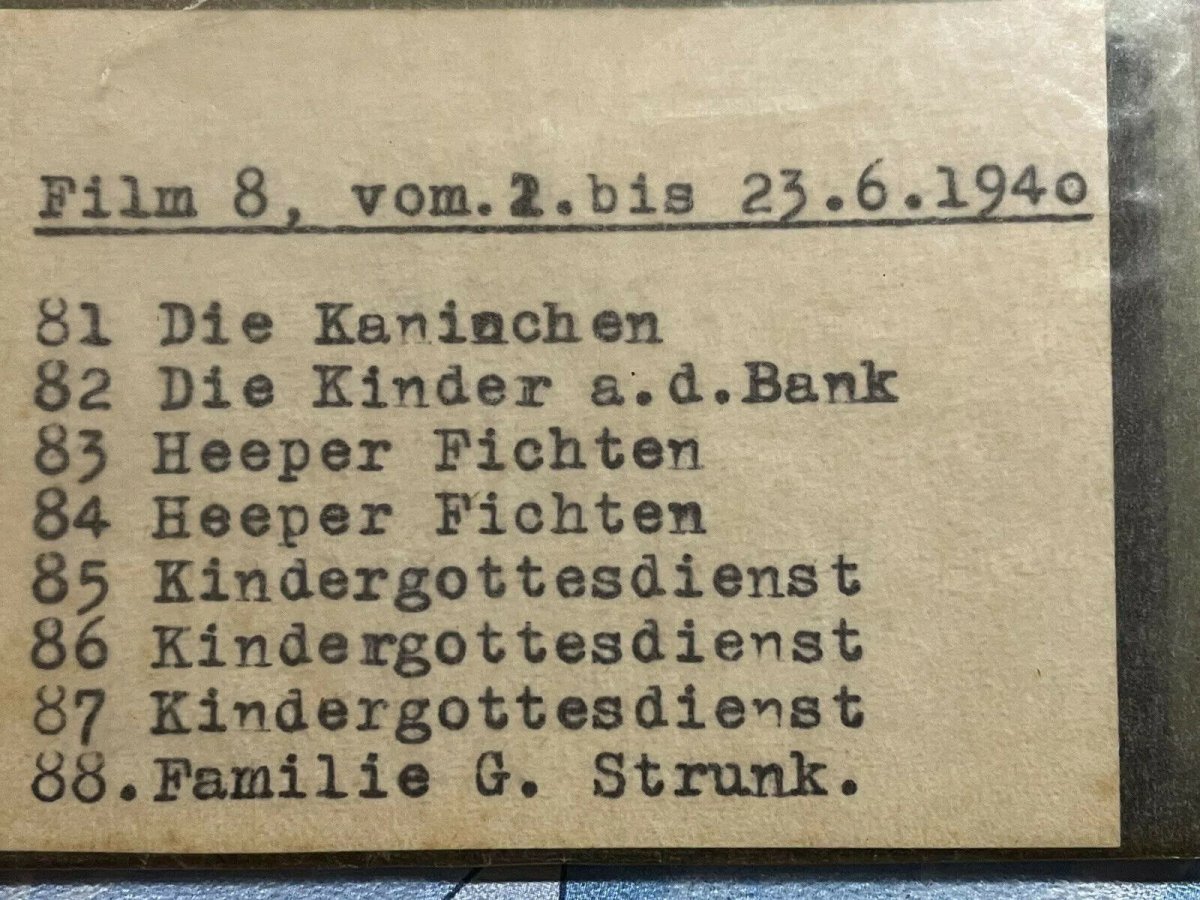 Film 8, vom.2.bis 23.6.1940
81 Die Kaninchen
82 Die Kinder a.d.Bank
83 Heeper Fichten
84 Heeper Fichten
85 Kindergottesdienst
86 Kindergottesdienst
87 Kindergottesdienst
88.Familie G. Strunk.